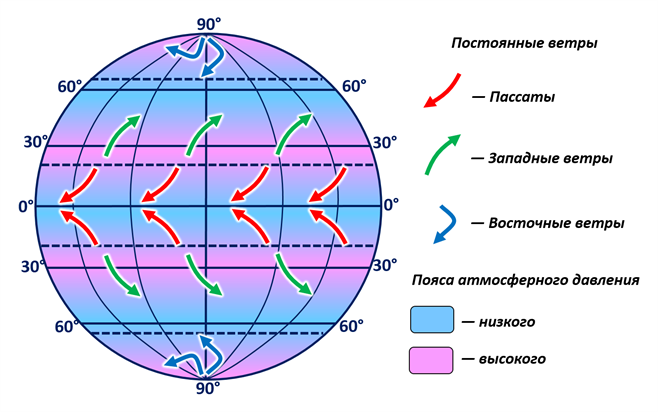 90°
Постоянные ветры
60°
60°
— Пассаты
30°
30°
— Западные ветры
0°
0°
— Восточные ветры
30°
30°
Пояса атмосферного давления
60°
60°
— низкого
— высокого
90°